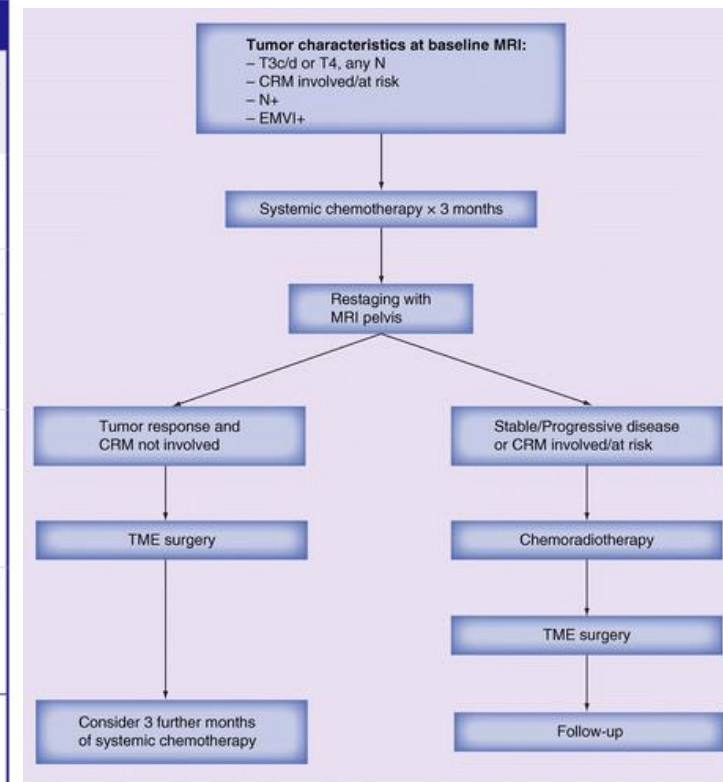 Tumor characteristics at baseline MRI:
– T3c/d or T4, any N
– CRM involved/at risk
– N+
– EMVI+
Systemic chemotherapy × 3 months
Restaging with
MRI pelvis
Tumor response and
CRM not involved
Stable/Progressive disease
or CRM involved/at risk
TME surgery
Chemoradiotherapy
TME surgery
Consider 3 further months
of systemic chemotherapy
Follow-up